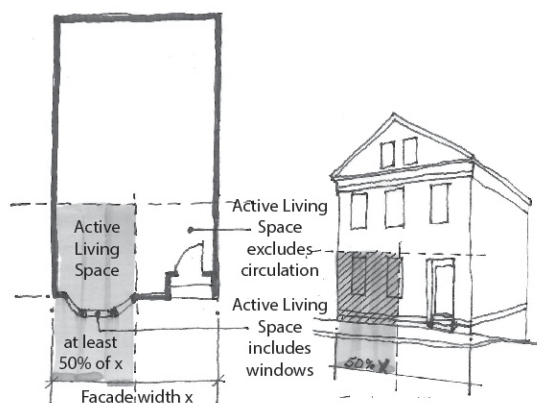 Active
Living
Space
at least
50% of x
Facade width x
Active Living
Space
excludes
circulation
Active Living
Space
includes
windows
50% X